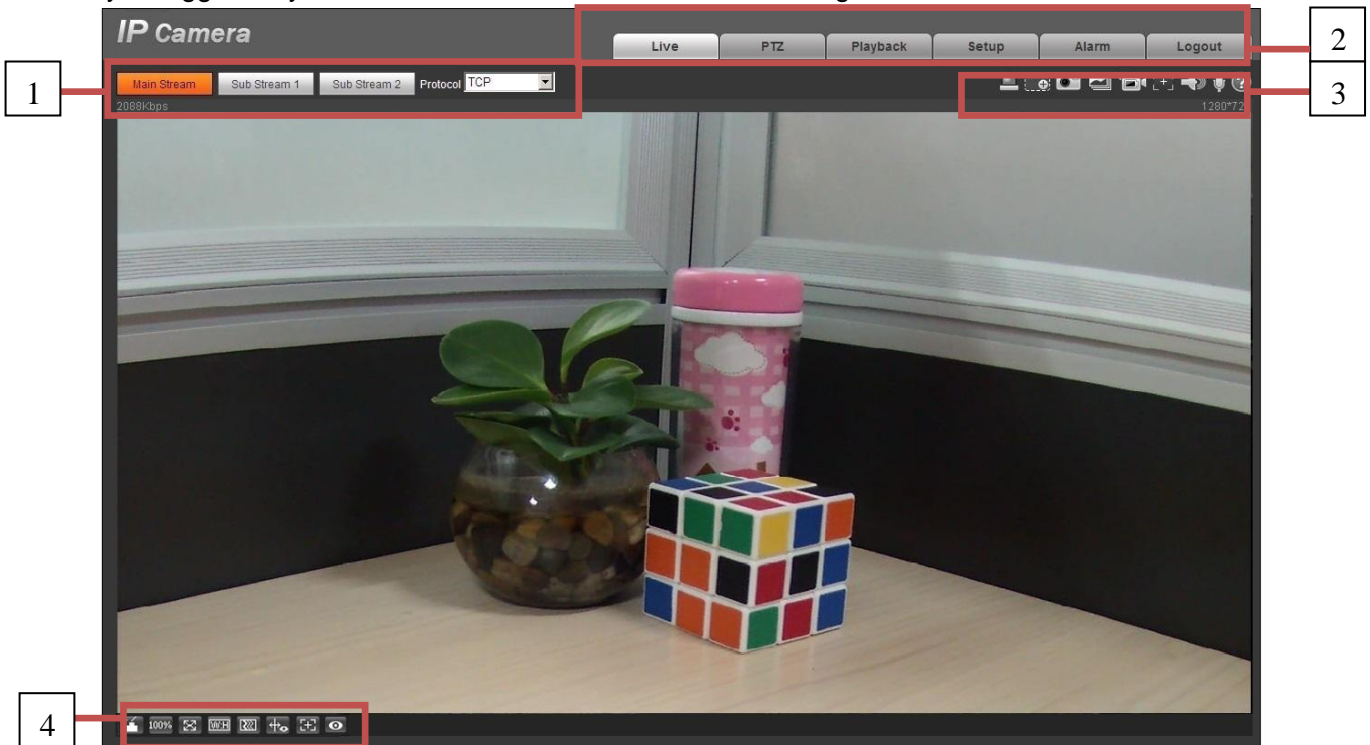 IP Camera
Live PTZ Playback Setup Alarm Logout
2
1
Main Stream Sub Stream 1 Sub Stream 2 Protocol TCP
3
2088Kbps
4
100% W:H